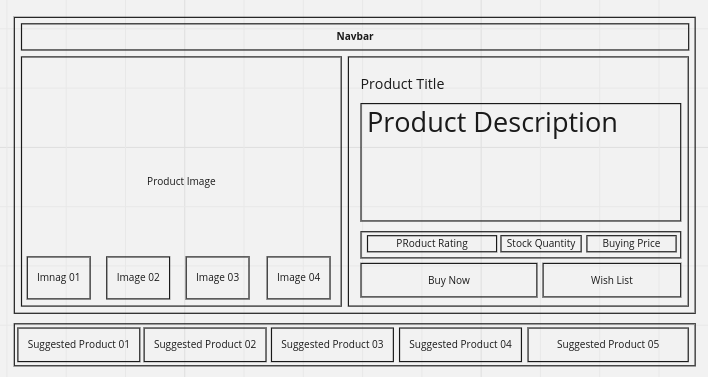 Navbar
Product Title
Product Description
Product Image
PRoduct Rating
Stock Quantity
Buying Price
Imnag 01
Image 02
Image 03
Image 04
Buy Now
Wish List
Suggested Product 01
Suggested Product 02
Suggested Product 03
Suggested Product 04
Suggested Product 05